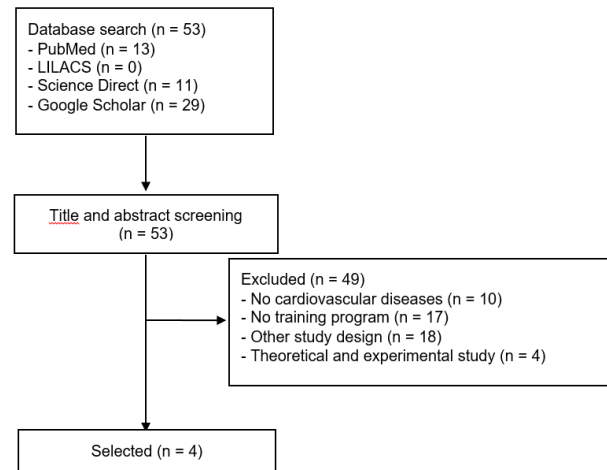 Database search (n = 53)
- PubMed (n = 13)
- LILACS (n = 0)
- Science Direct (n = 11)
- Google Scholar (n = 29)
Title and abstract screening
(n = 53)
Excluded (n = 49)
- No cardiovascular diseases (n = 10)
- No training program (n = 17)
- Other study design (n = 18)
- Theoretical and experimental study (n = 4)
Selected (n = 4)